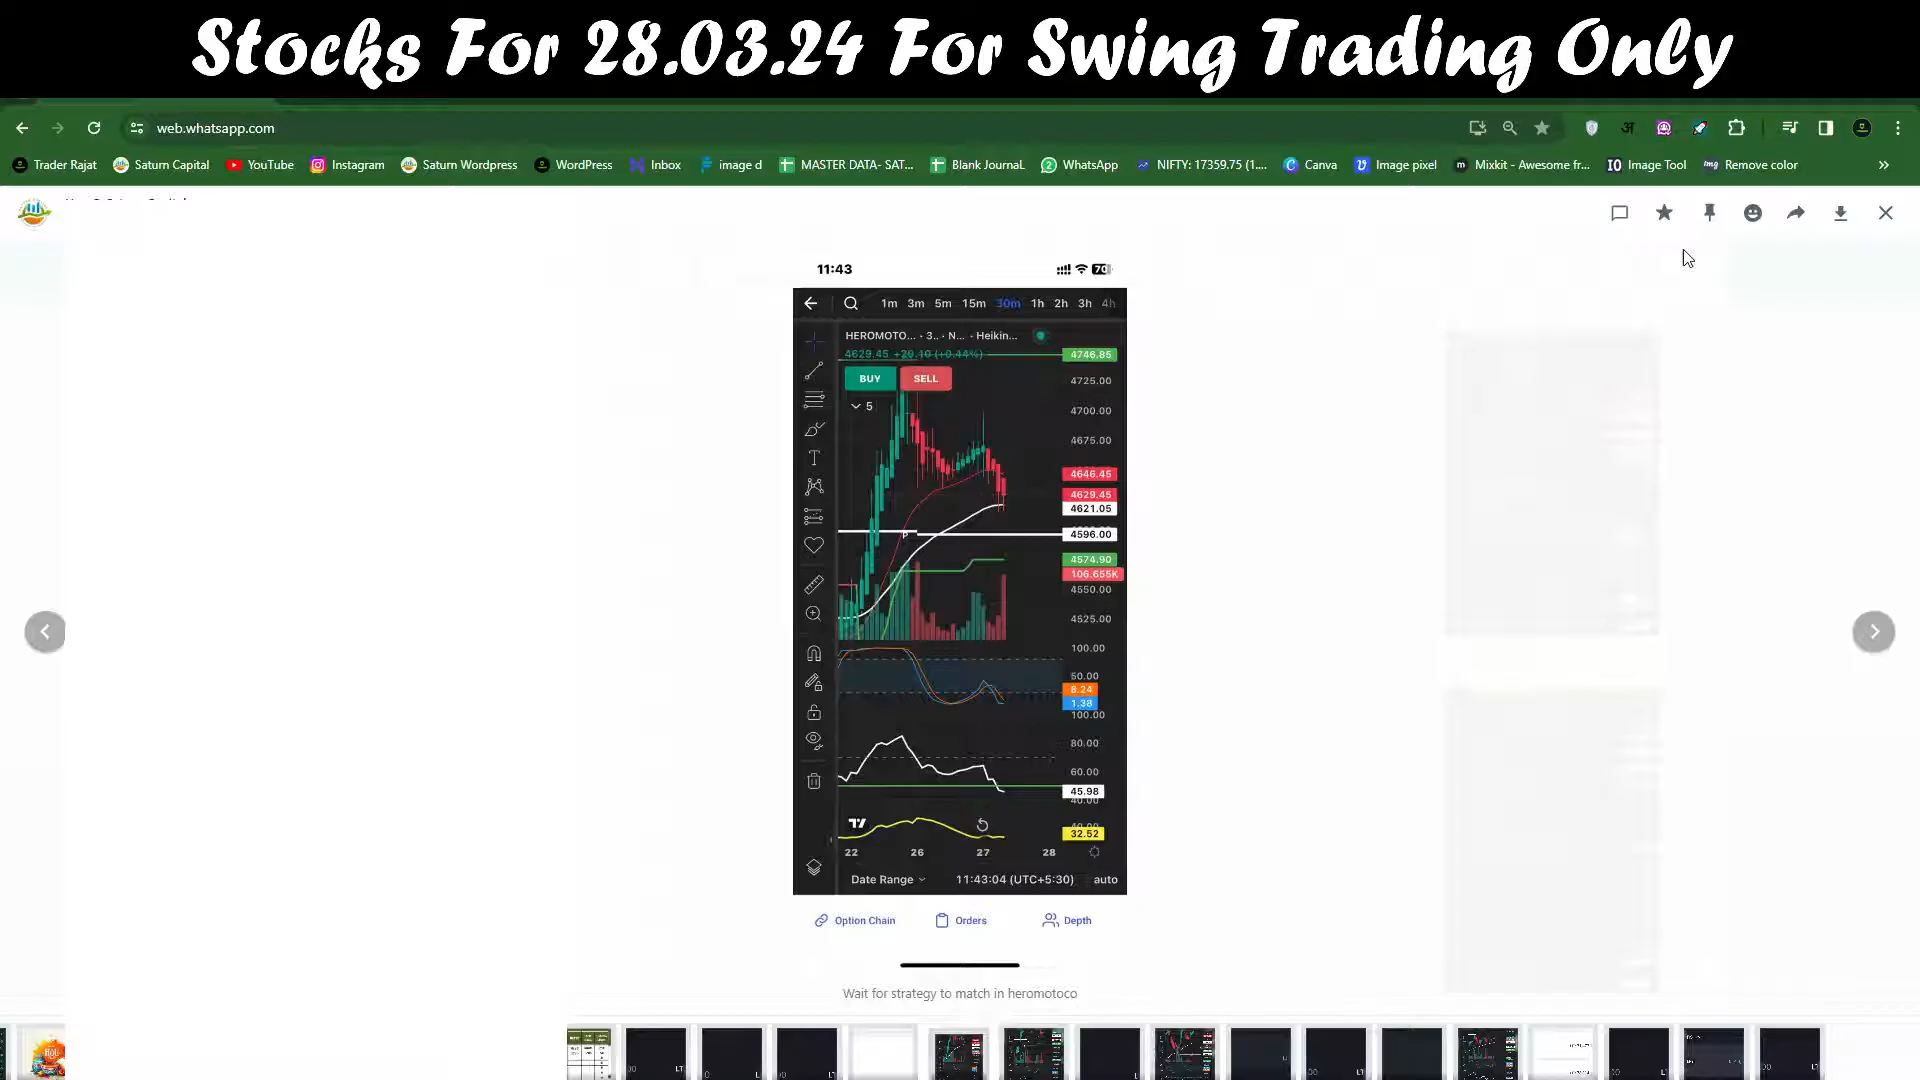 Stocks For 28.03.24 For Swing Trading Only
web.whatsapp.com
Trader Rajat Saturn Capital YouTube Instagram Saturn Wordpress WordPress Inbox image d MASTER DATA- SAT... Blank JournaL WhatsApp NIFTY: 17359.75 (1.... Canva Image pixel Mixkit - Awesome fr... Image Tool Remove color
11:43
70
1m 3m 5m 15m 30m 1h 2h 3h 4h
HEROMOTO... · 3.. · N... · Heikin...
4629.45 +20.10 (+0.44%)
4746.85
BUY SELL
4725.00
5
4700.00
4675.00
4646.45
4629.45
4621.05
P
4596.00
4574.90
106.655K
4550.00
4525.00
100.00
50.00
8.24
1.38
100.00
80.00
60.00
45.98
40.00
32.52
22 26 27 28
Date Range 11:43:04 (UTC+5:30) auto
Option Chain Orders Depth
Wait for strategy to match in heromotoco